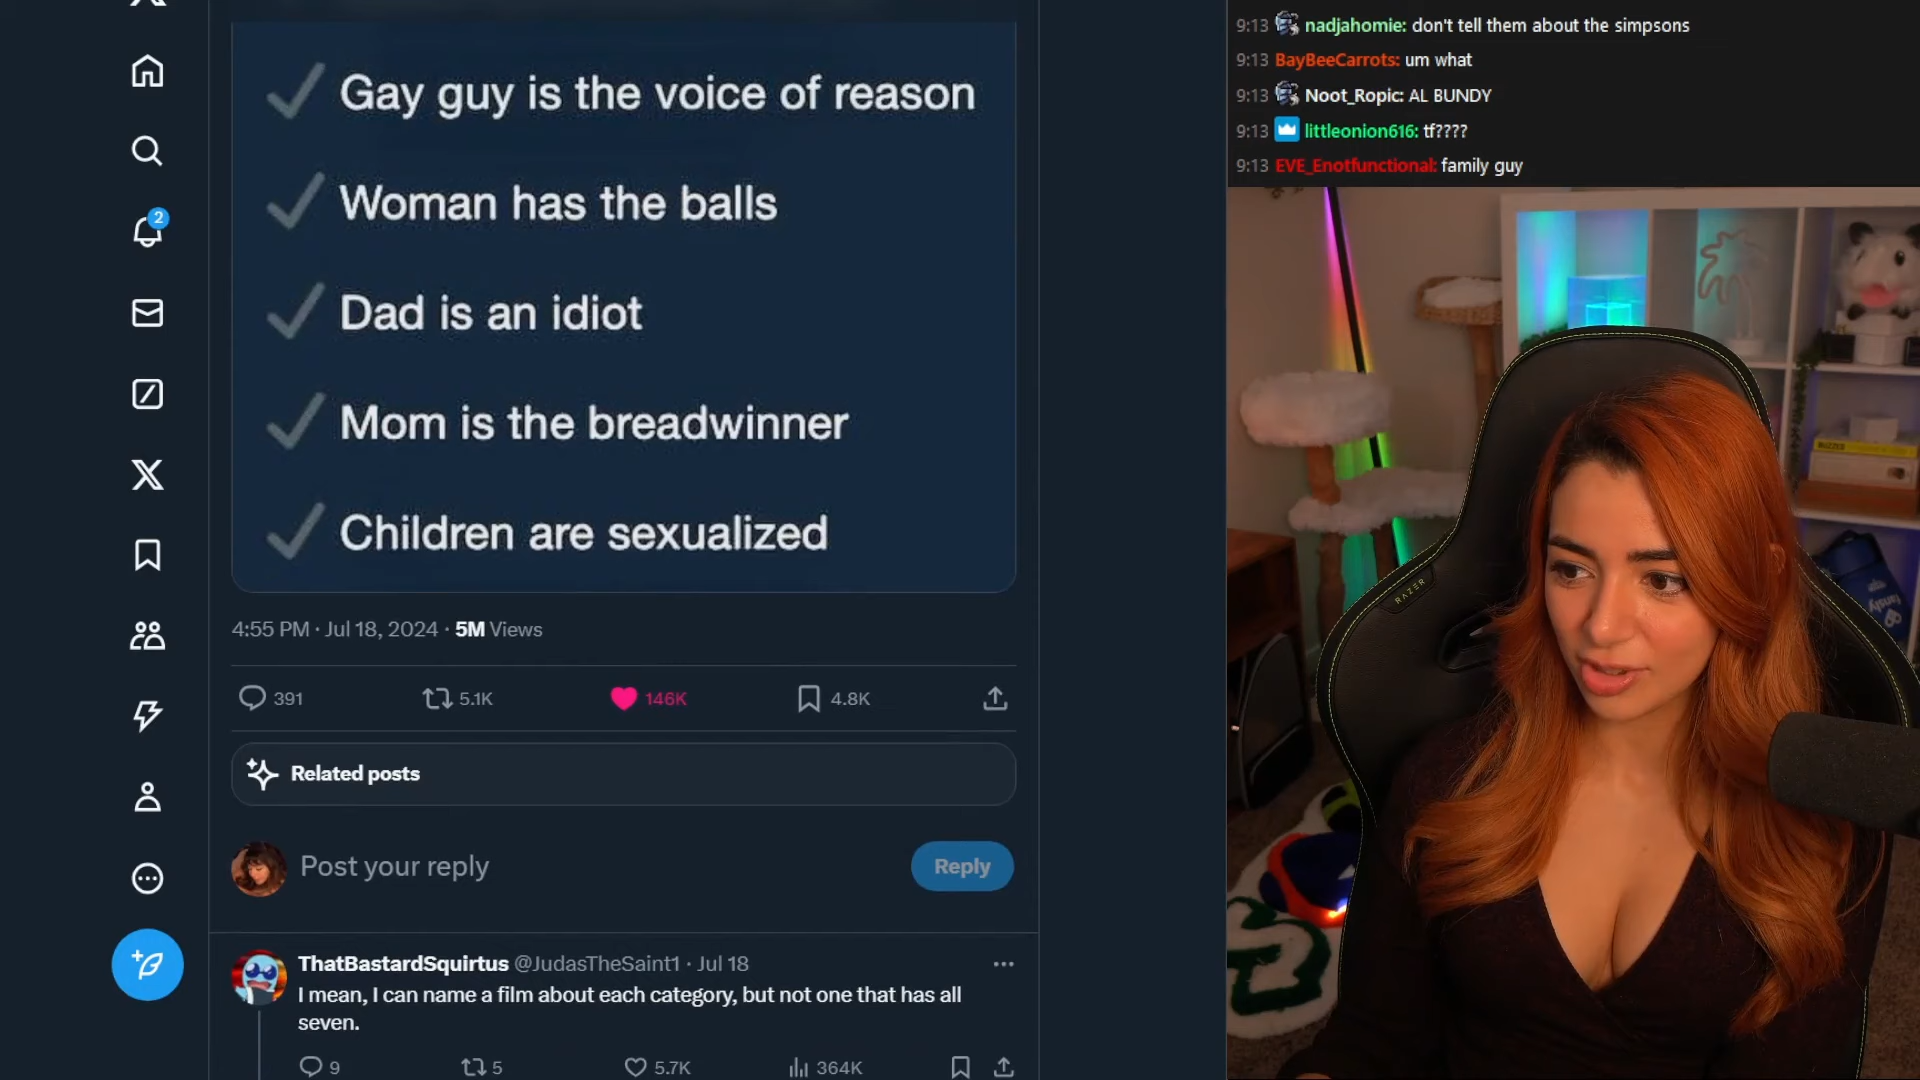 Gay guy is the voice of reason
Woman has the balls
Dad is an idiot
Mom is the breadwinner
Children are sexualized
4:55 PM · Jul 18, 2024 · 5M Views
391 5.1K 146K 4.8K
Related posts
Post your reply
Reply
ThatBastardSquirtus @JudasTheSaint1 · Jul 18
I mean, I can name a film about each category, but not one that has all
seven.
9 5 5.7K 364K
2
9:13 nadjahomie: don't tell them about the simpsons
9:13 BayBeeCarrots: um what
9:13 Noot_Ropic: AL BUNDY
9:13 littleonion616: tf????
9:13 EVE_Enotfunctional: family guy
RAZER